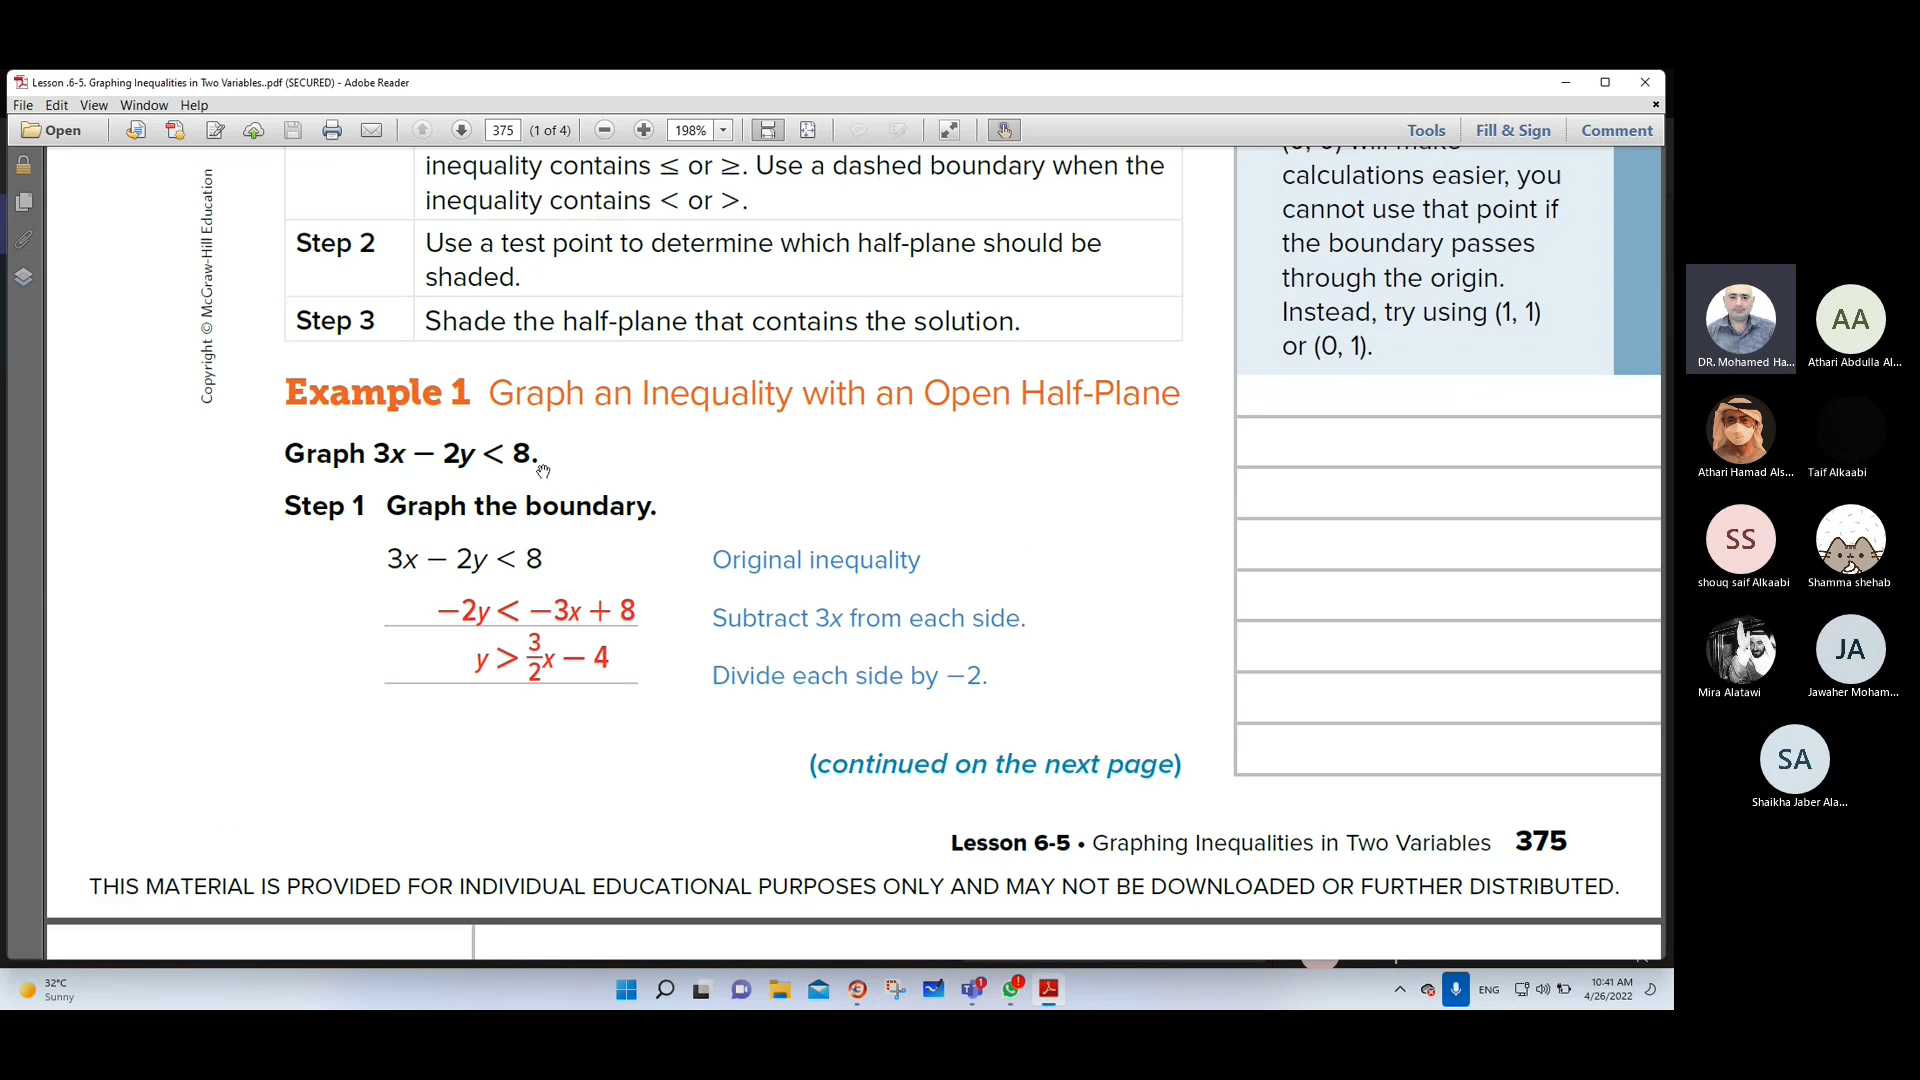 Lesson .6-5. Graphing Inequalities in Two Variables..pdf (SECURED) - Adobe Reader
File Edit View Window Help
Open 375 (1 of 4) 198% Tools Fill & Sign Comment
Copyright © McGraw-Hill Education
inequality contains ≤ or ≥. Use a dashed boundary when the
inequality contains < or >.
Step 2 Use a test point to determine which half-plane should be
shaded.
Step 3 Shade the half-plane that contains the solution.
calculations easier, you
cannot use that point if
the boundary passes
through the origin.
Instead, try using (1, 1)
or (0, 1).
Example 1 Graph an Inequality with an Open Half-Plane
Graph 3x − 2y < 8.
Step 1 Graph the boundary.
3x − 2y < 8 Original inequality
−2y < −3x + 8 Subtract 3x from each side.
y > 3/2x − 4 Divide each side by −2.
(continued on the next page)
Lesson 6-5 • Graphing Inequalities in Two Variables 375
THIS MATERIAL IS PROVIDED FOR INDIVIDUAL EDUCATIONAL PURPOSES ONLY AND MAY NOT BE DOWNLOADED OR FURTHER DISTRIBUTED.
DR. Mohamed Ha...
AA
Athari Abdulla Al...
Athari Hamad Als...
Taif Alkaabi
SS
shouq saif Alkaabi
Shamma shehab
Mira Alatawi
JA
Jawaher Moham...
SA
Shaikha Jaber Ala...
32°C
Sunny
ENG
10:41 AM
4/26/2022